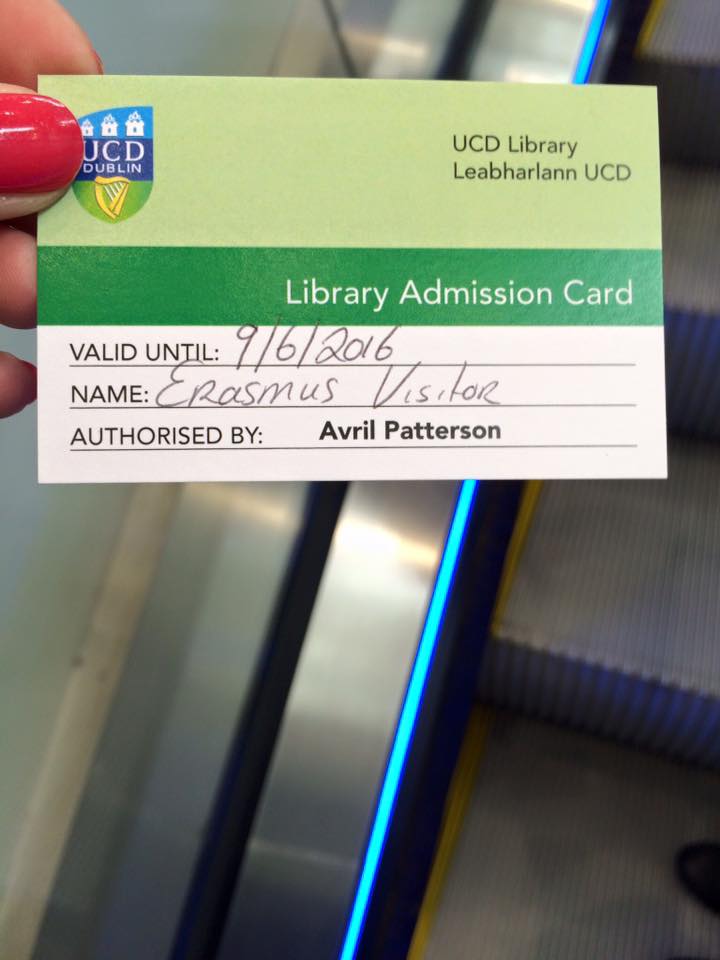 UCD
DUBLIN
UCD Library
Leabharlann UCD
Library Admission Card
VALID UNTIL: 9/6/2016
NAME: Erasmus Visitor
AUTHORISED BY: Avril Patterson